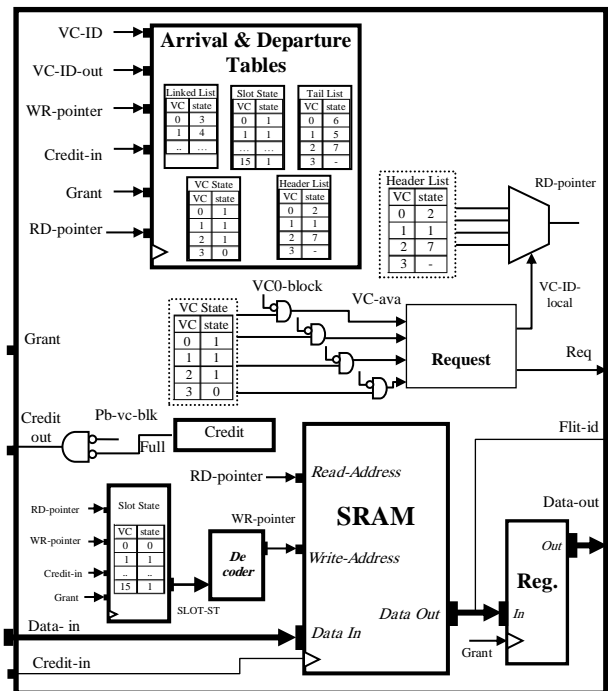 VC-ID
VC-ID-out
WR-pointer
Credit-in
Grant
RD-pointer
Arrival & Departure
Tables
Linked List
VC state
0 3
1 4
.. ...
Slot State
VC state
0 1
1 1
... ...
15 1
Tail List
VC state
0 6
1 5
2 7
3 -
VC State
VC state
0 1
1 1
2 1
3 0
Header List
VC state
0 2
1 1
2 7
3 -
Header List
VC state
0 2
1 1
2 7
3 -
RD-pointer
VC-ID-
local
VC0-block
VC-ava
VC State
VC state
0 1
1 1
2 1
3 0
Request
Grant
Req
Credit
out
Pb-vc-blk
Full
Credit
Flit-id
RD-pointer
Read-Address
SRAM
WR-pointer
Write-Address
Data Out
Data In
RD-pointer
WR-pointer
Credit-in
Grant
Slot State
VC state
0 0
1 1
.. ..
15 1
SLOT-ST
De
coder
Data-out
Out
Reg.
In
Grant
Data- in
Credit-in